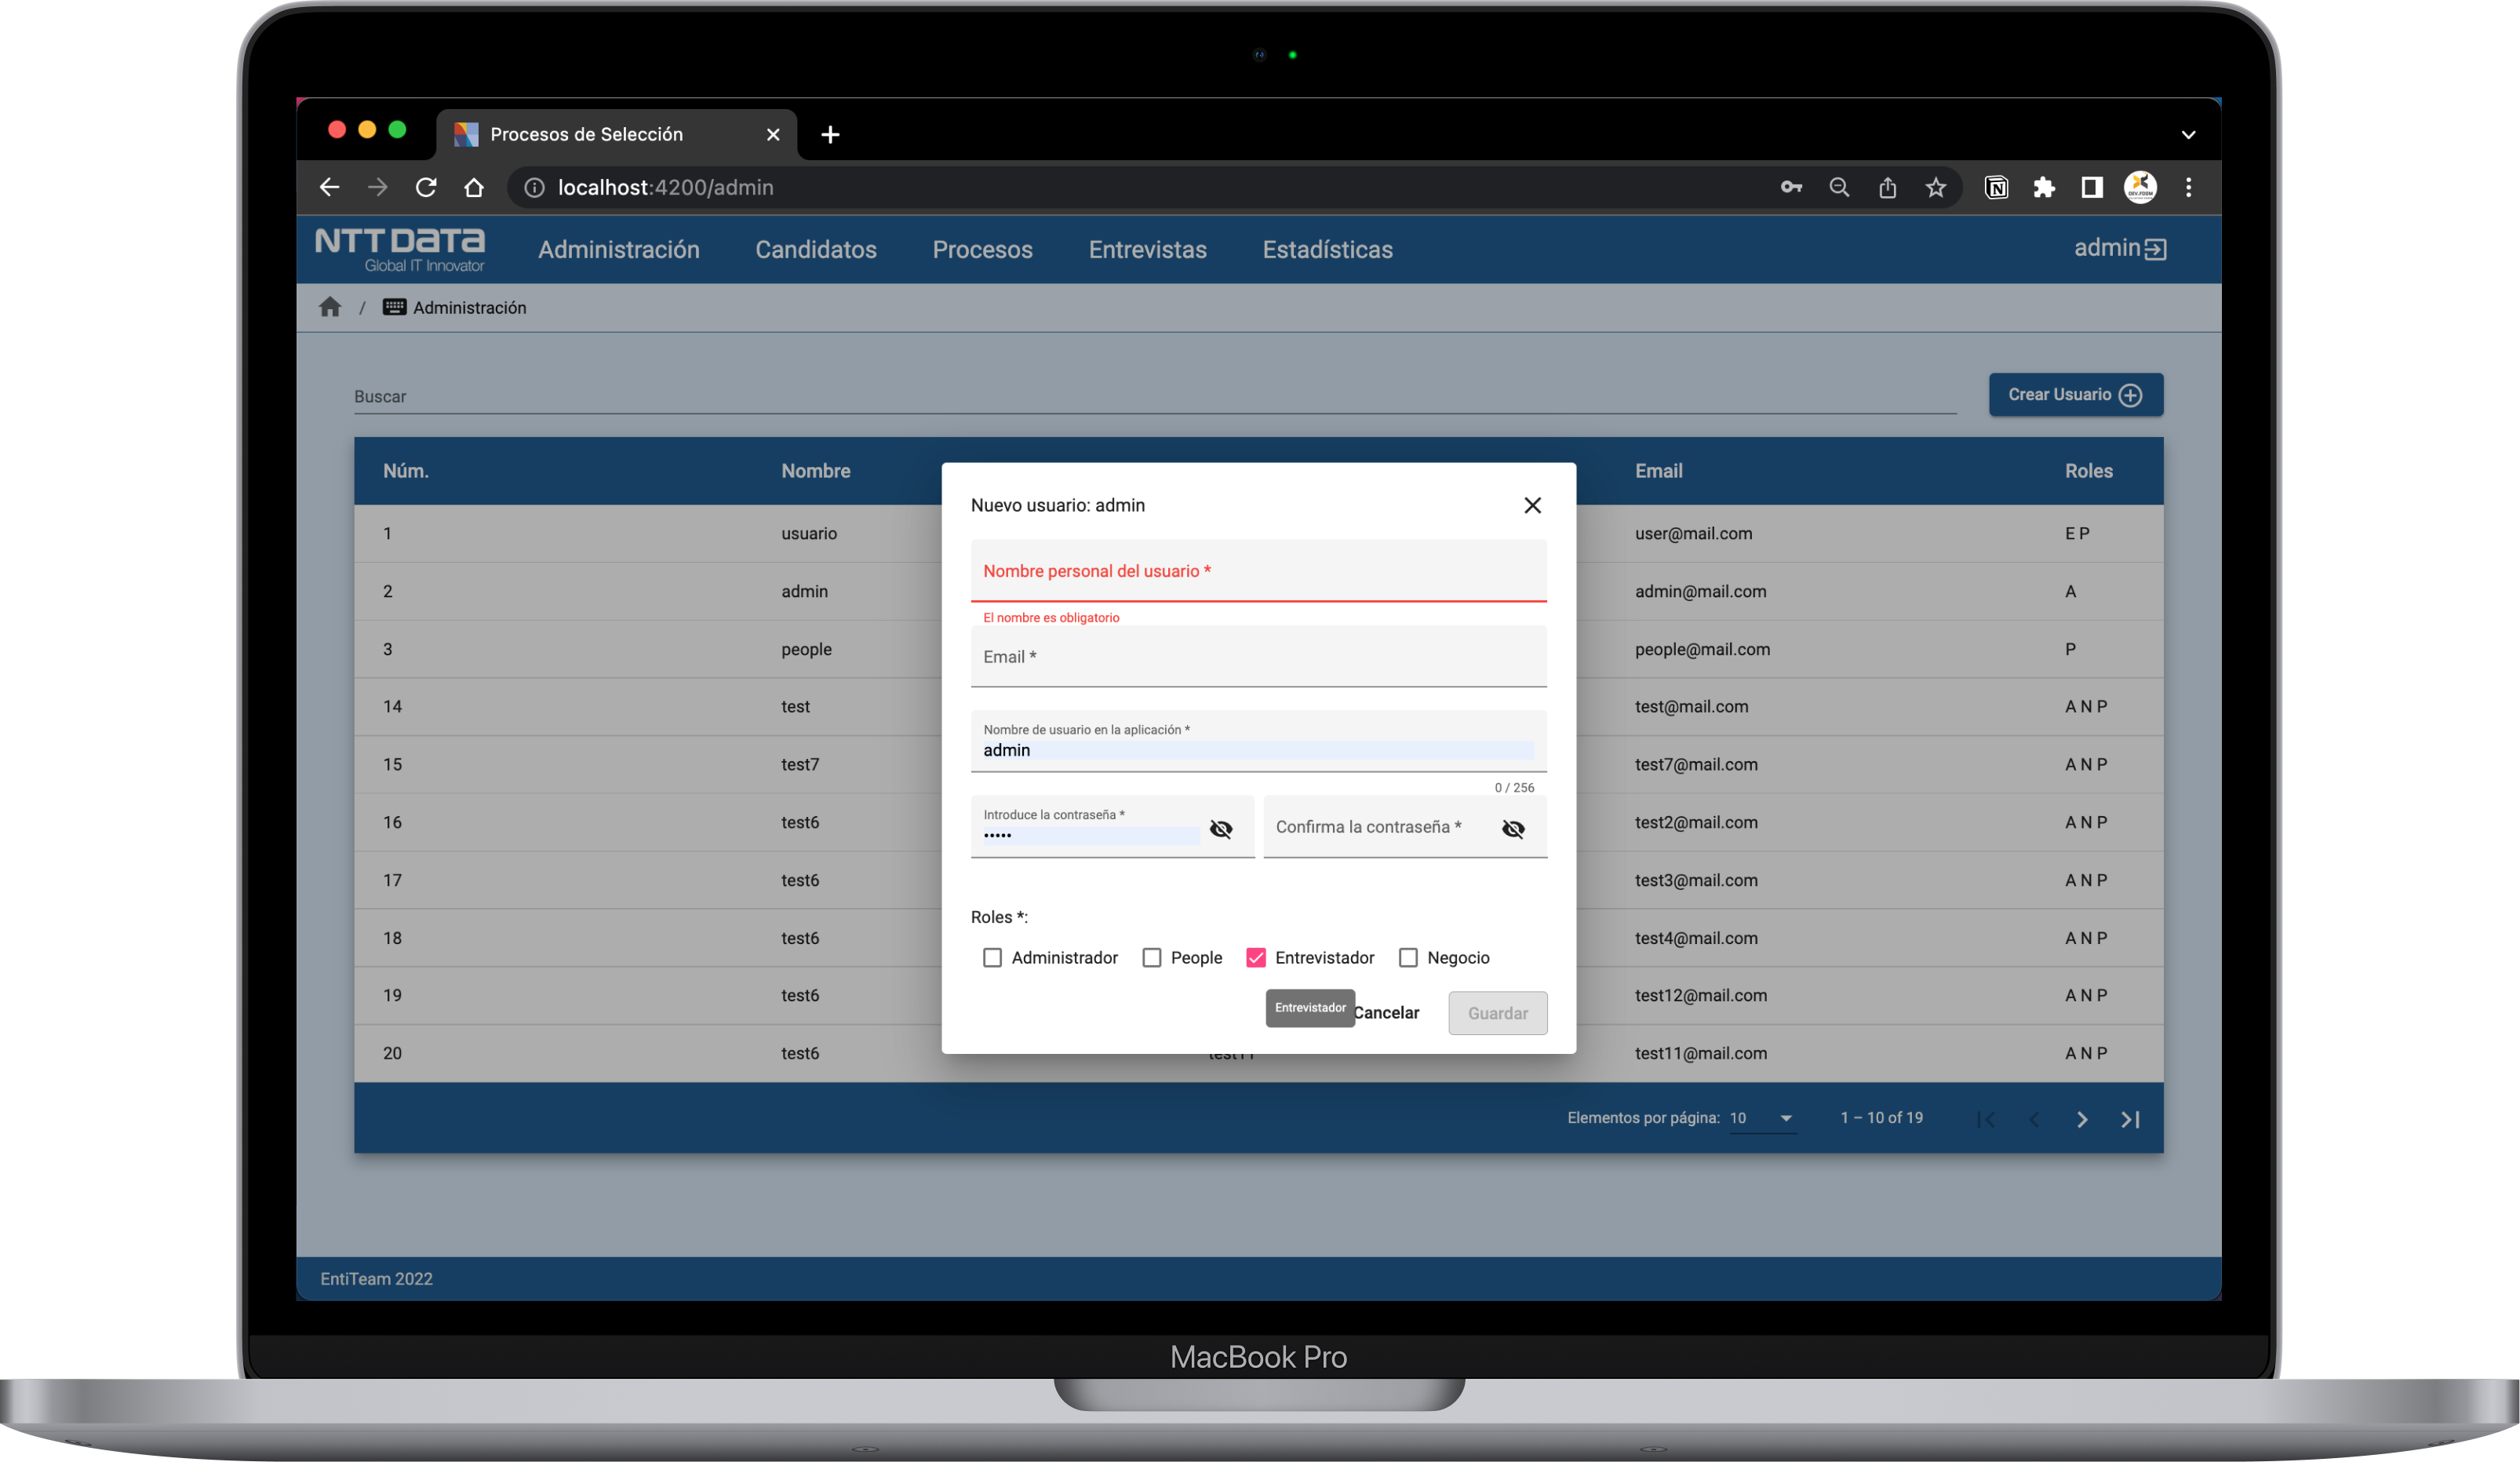 Procesos de Selección
localhost:4200/admin
DEV.FDEM
NTT DATA
Global IT Innovator
Administración Candidatos Procesos Entrevistas Estadísticas admin
/ Administración
Buscar
Crear Usuario
Núm. Nombre Email Roles
1 usuario user@mail.com E P
2 admin admin@mail.com A
3 people people@mail.com P
14 test test@mail.com A N P
15 test7 test7@mail.com A N P
16 test6 test2@mail.com A N P
17 test6 test3@mail.com A N P
18 test6 test4@mail.com A N P
19 test6 test12@mail.com A N P
20 test6 test11 test11@mail.com A N P
Nuevo usuario: admin
Nombre personal del usuario *
El nombre es obligatorio
Email *
Nombre de usuario en la aplicación *
admin
0 / 256
Introduce la contraseña *
•••••
Confirma la contraseña *
Roles *:
Administrador People Entrevistador Negocio
Entrevistador
Cancelar Guardar
Elementos por página: 10 1 – 10 of 19
EntiTeam 2022
MacBook Pro